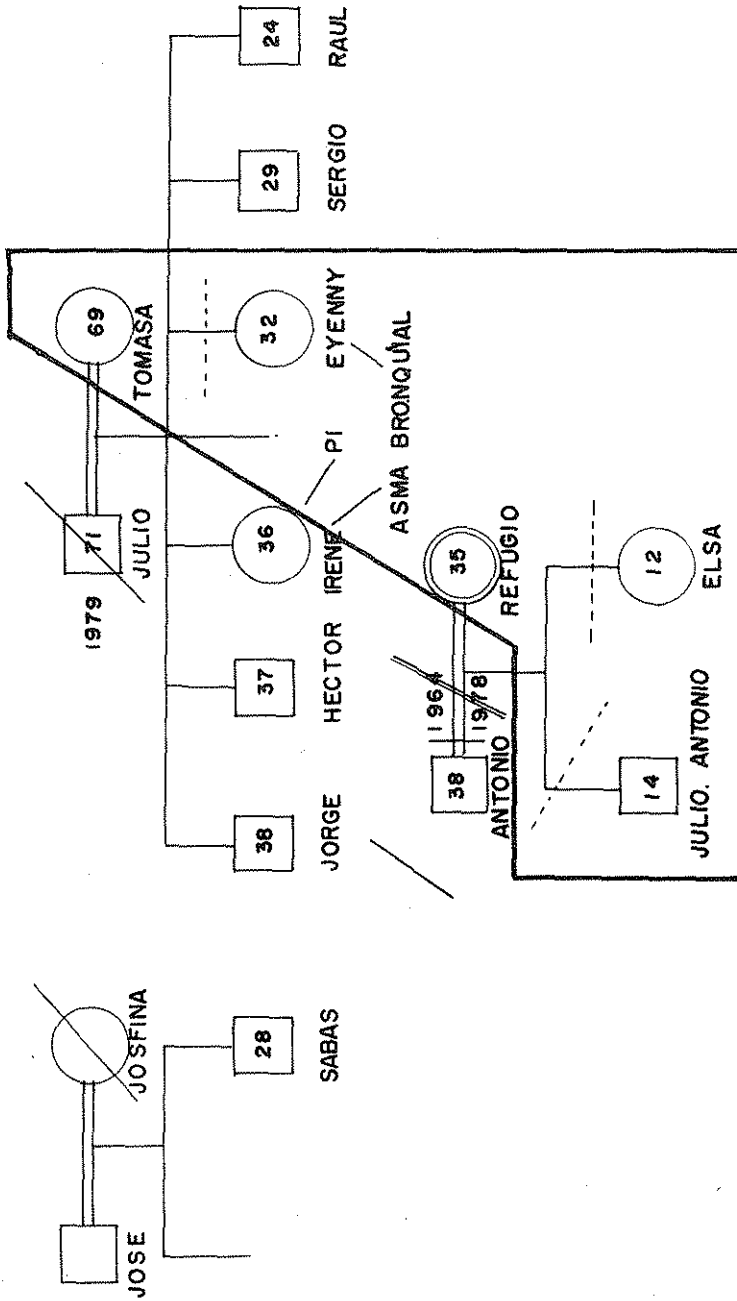 JOSE
JOSFINA
28
SABAS
1979
71
JULIO
69
TOMASA
38
JORGE
37
HECTOR
36
IRENE
PI
32
EYENNY
29
SERGIO
24
RAUL
ASMA BRONQUIAL
38
ANTONIO
1964
1978
35
REFUGIO
14
JULIO. ANTONIO
12
ELSA